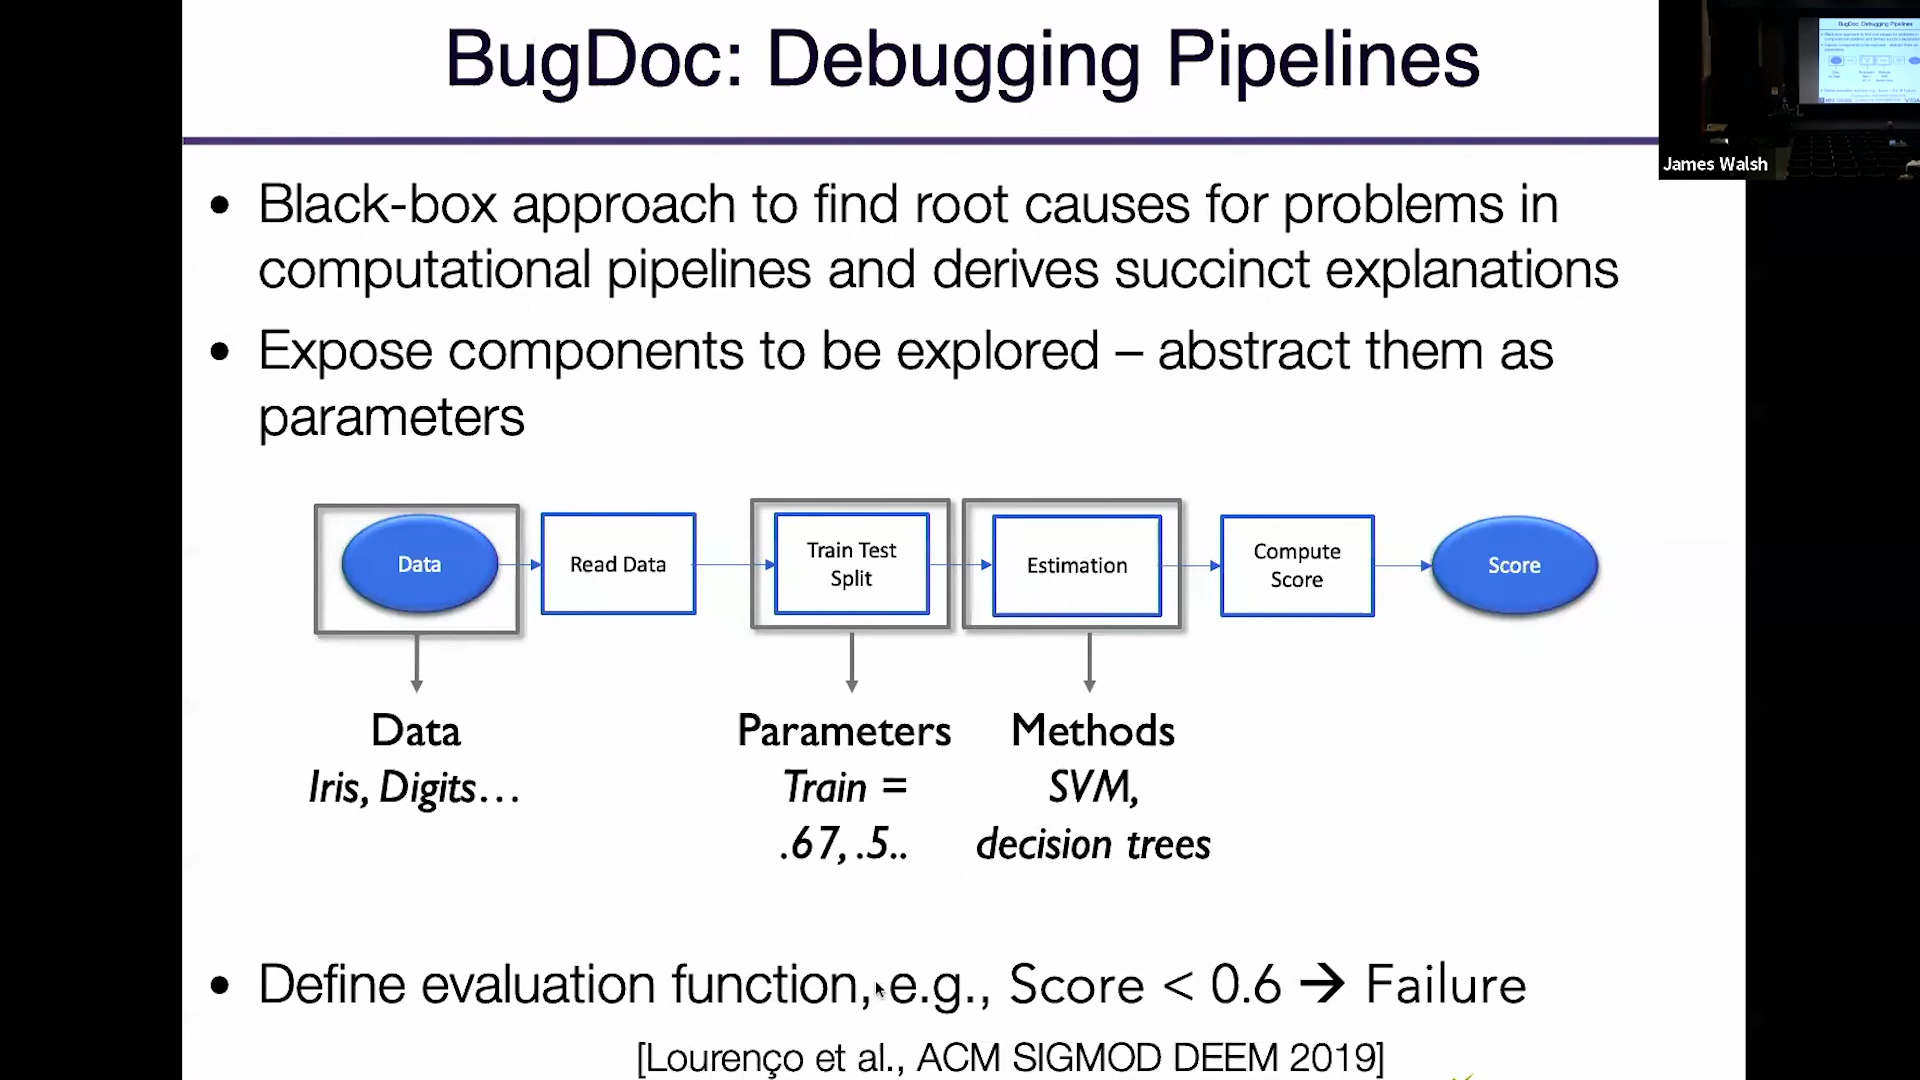 BugDoc: Debugging Pipelines
James Walsh
• Black-box approach to find root causes for problems in
computational pipelines and derives succinct explanations
• Expose components to be explored – abstract them as
parameters
Data
Read Data
Train Test
Split
Estimation
Compute
Score
Score
Data
Iris, Digits…
Parameters
Train =
.67, .5..
Methods
SVM,
decision trees
• Define evaluation function, e.g., Score < 0.6 → Failure
[Lourenço et al., ACM SIGMOD DEEM 2019]